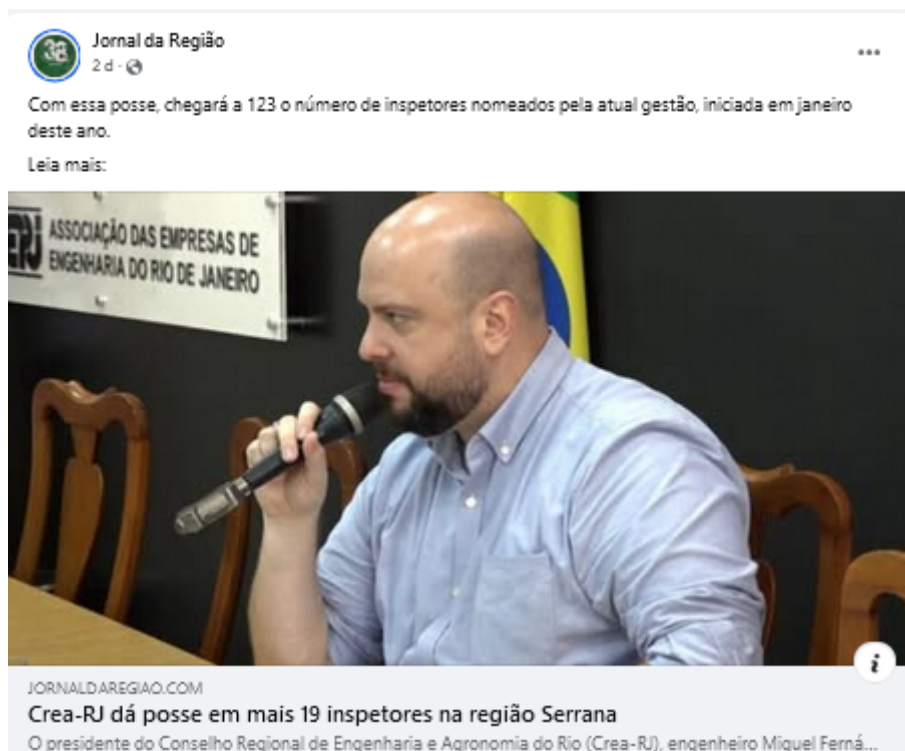 Jornal da Região
2 d
Com essa posse, chegará a 123 o número de inspetores nomeados pela atual gestão, iniciada em janeiro
deste ano.
Leia mais:
ASSOCIAÇÃO DAS EMPRESAS DE
ENGENHARIA DO RIO DE JANEIRO
JORNALDAREGIAO.COM
Crea-RJ dá posse em mais 19 inspetores na região Serrana
O presidente do Conselho Regional de Engenharia e Agronomia do Rio (Crea-RJ), engenheiro Miguel Ferná...